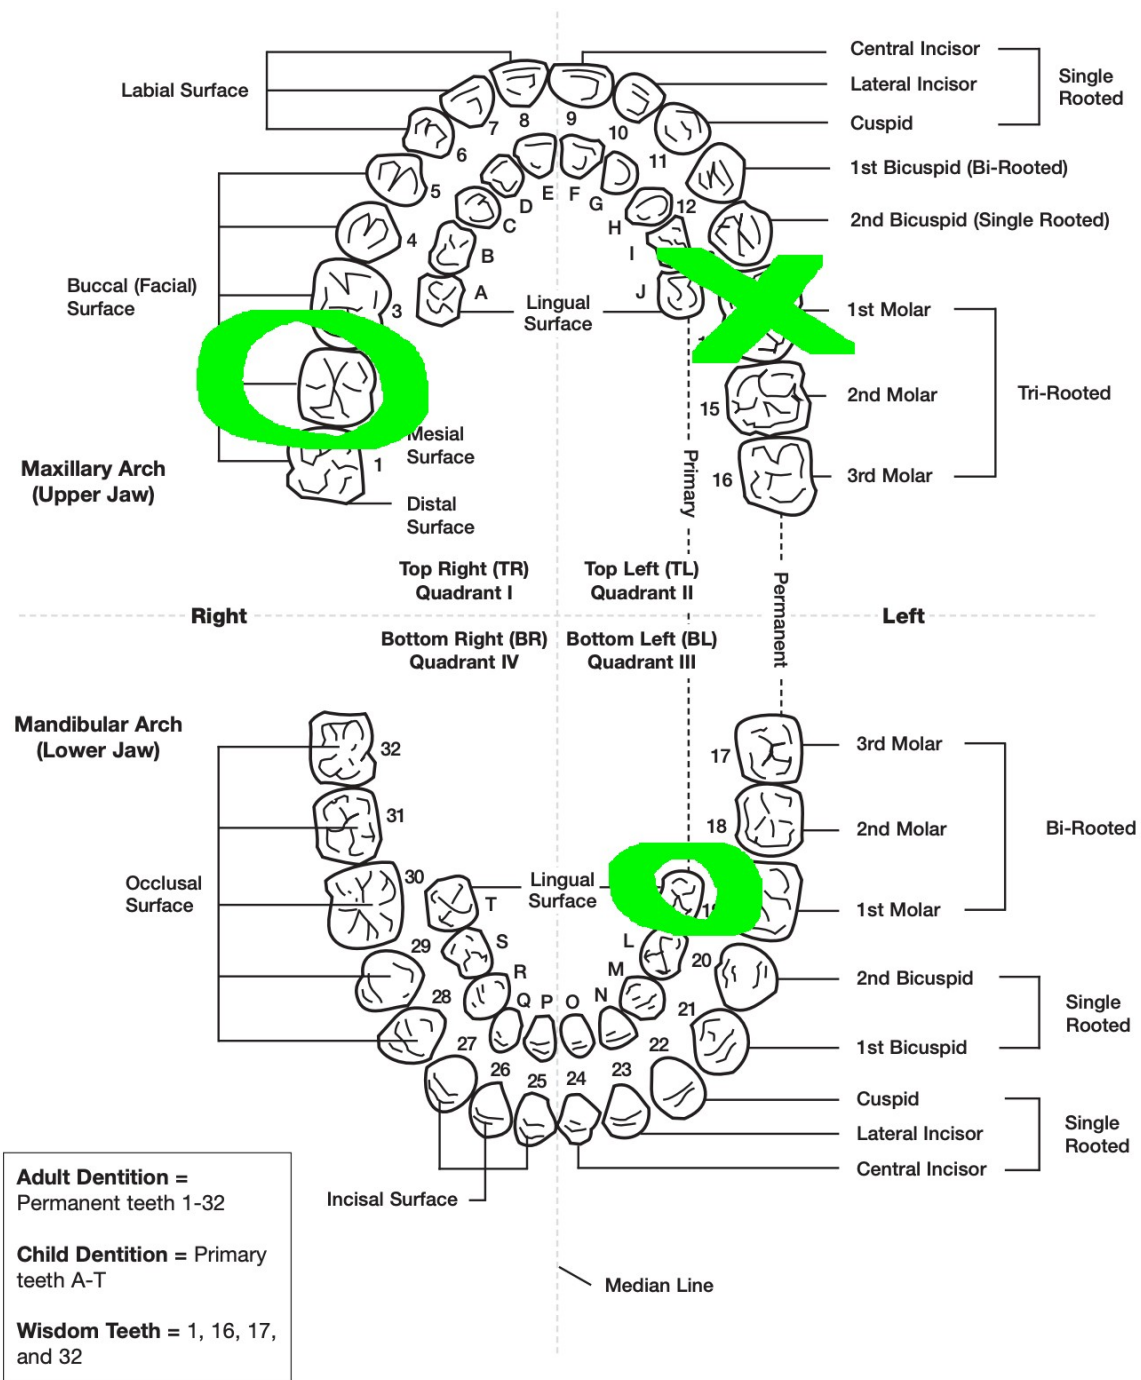 Central Incisor
Lateral Incisor
Cuspid
Single
Rooted
1st Bicuspid (Bi-Rooted)
2nd Bicuspid (Single Rooted)
Labial Surface
8
9
7
10
6
11
5
12
4
3
E
F
D
G
C
H
B
I
A
J
Buccal (Facial)
Surface
Lingual
Surface
1st Molar
2nd Molar
3rd Molar
Tri-Rooted
15
16
1
Mesial
Surface
Distal
Surface
Maxillary Arch
(Upper Jaw)
Primary
Permanent
Top Right (TR)
Quadrant I
Top Left (TL)
Quadrant II
Right
Left
Bottom Right (BR)
Quadrant IV
Bottom Left (BL)
Quadrant III
Mandibular Arch
(Lower Jaw)
32
17
3rd Molar
31
18
2nd Molar
Bi-Rooted
30
1st Molar
Occlusal
Surface
Lingual
Surface
T
S
L
R
M
Q
P
O
N
29
20
2nd Bicuspid
28
21
1st Bicuspid
Single
Rooted
27
22
26
23
25
24
Cuspid
Lateral Incisor
Central Incisor
Single
Rooted
Incisal Surface
Median Line
Adult Dentition =
Permanent teeth 1-32
Child Dentition = Primary
teeth A-T
Wisdom Teeth = 1, 16, 17,
and 32